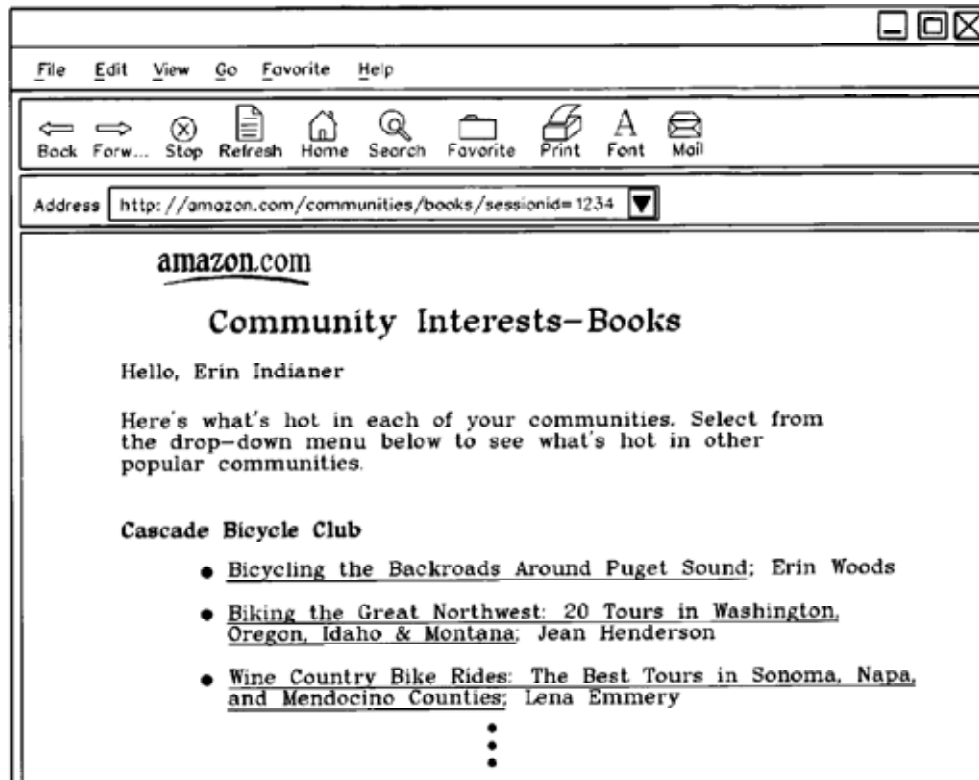 File Edit View Go Favorite Help
Back Forw... Stop Refresh Home Search Favorite Print Font Mail
Address http://amazon.com/communities/books/sessionid=1234
amazon.com
Community Interests-Books
Hello, Erin Indianer
Here's what's hot in each of your communities. Select from
the drop-down menu below to see what's hot in other
popular communities.
Cascade Bicycle Club
• Bicycling the Backroads Around Puget Sound; Erin Woods
• Biking the Great Northwest: 20 Tours in Washington,
Oregon, Idaho & Montana; Jean Henderson
• Wine Country Bike Rides: The Best Tours in Sonoma, Napa,
and Mendocino Counties; Lena Emmery